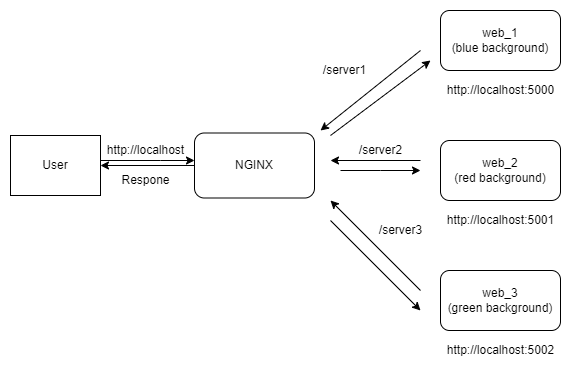 web_1
(blue background)
/server1
http://localhost:5000
http://localhost
User
NGINX
Respone
/server2
web_2
(red background)
http://localhost:5001
/server3
web_3
(green background)
http://localhost:5002